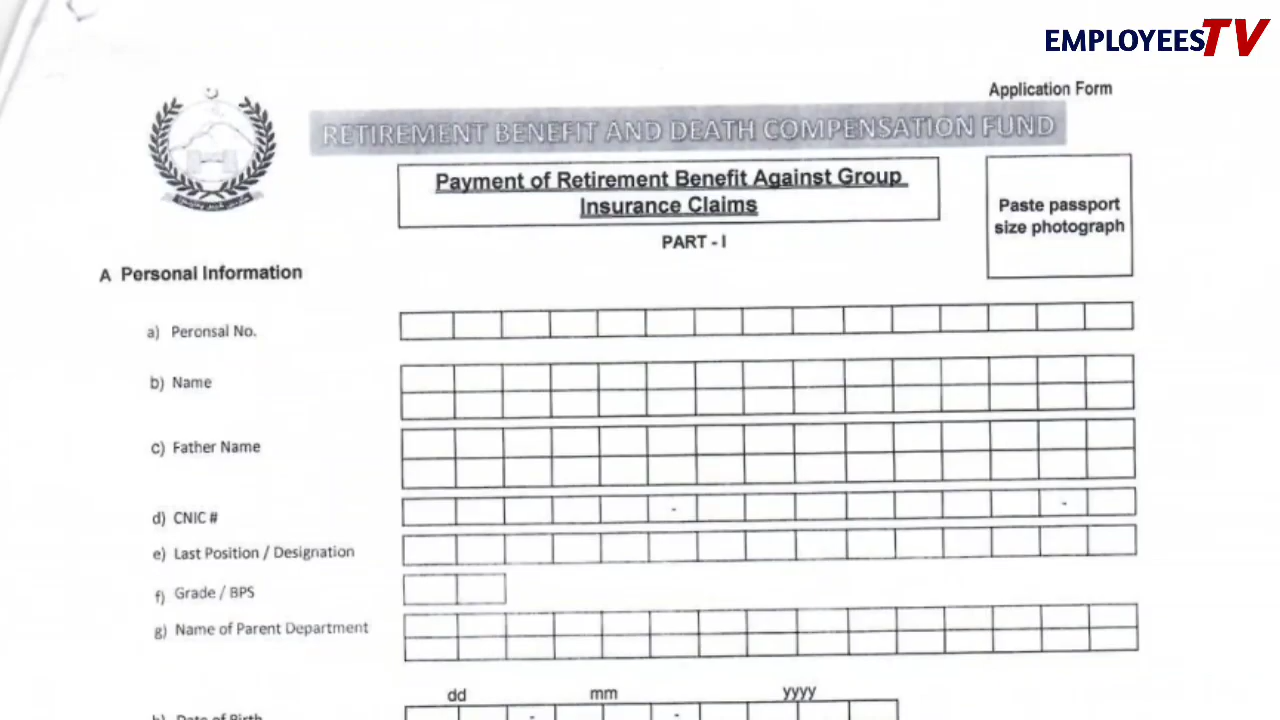 EMPLOYEESTV
Application Form
RETIREMENT BENEFIT AND DEATH COMPENSATION FUND
Payment of Retirement Benefit Against Group
Insurance Claims
Paste passport
size photograph
PART - I
A Personal Information
a) Peronsal No.
b) Name
c) Father Name
d) CNIC #
- -
e) Last Position / Designation
f) Grade / BPS
g) Name of Parent Department
dd mm yyyy
h) Date of Birth
- -